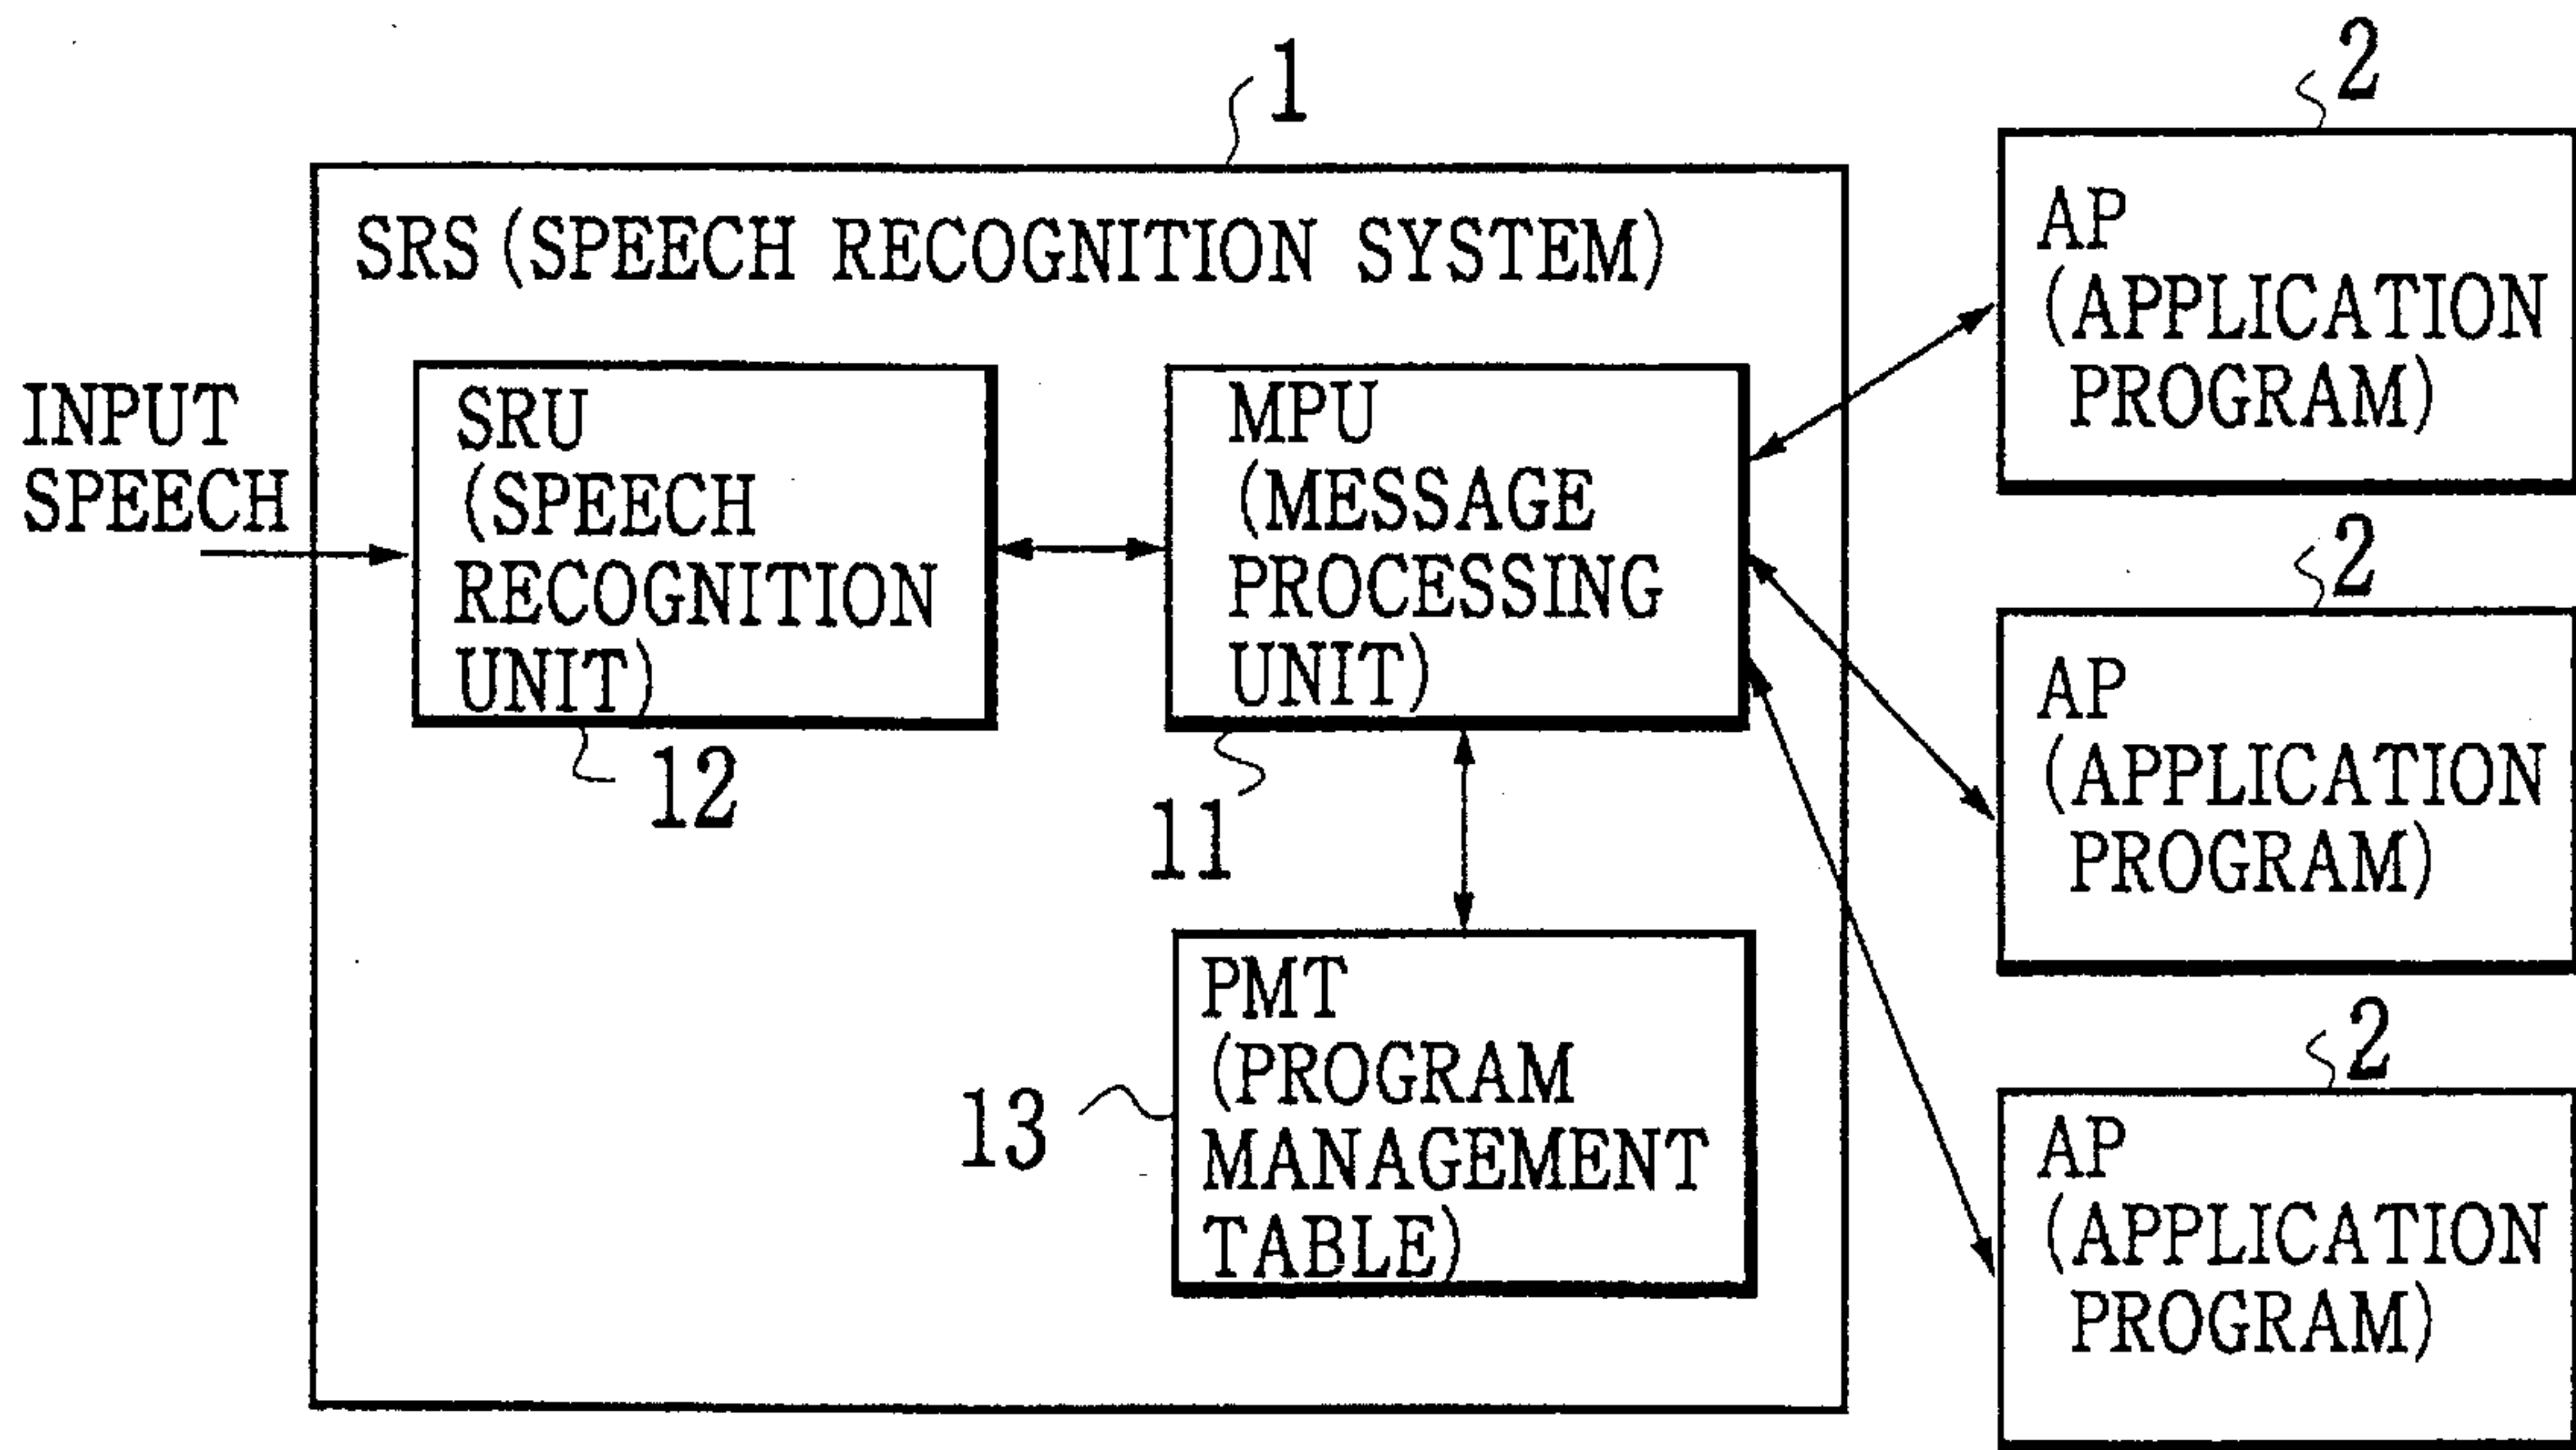 1
SRS (SPEECH RECOGNITION SYSTEM)
INPUT
SPEECH
SRU
(SPEECH
RECOGNITION
UNIT)
12
MPU
(MESSAGE
PROCESSING
UNIT)
11
PMT
(PROGRAM
MANAGEMENT
TABLE)
13
2
AP
(APPLICATION
PROGRAM)
2
AP
(APPLICATION
PROGRAM)
2
AP
(APPLICATION
PROGRAM)